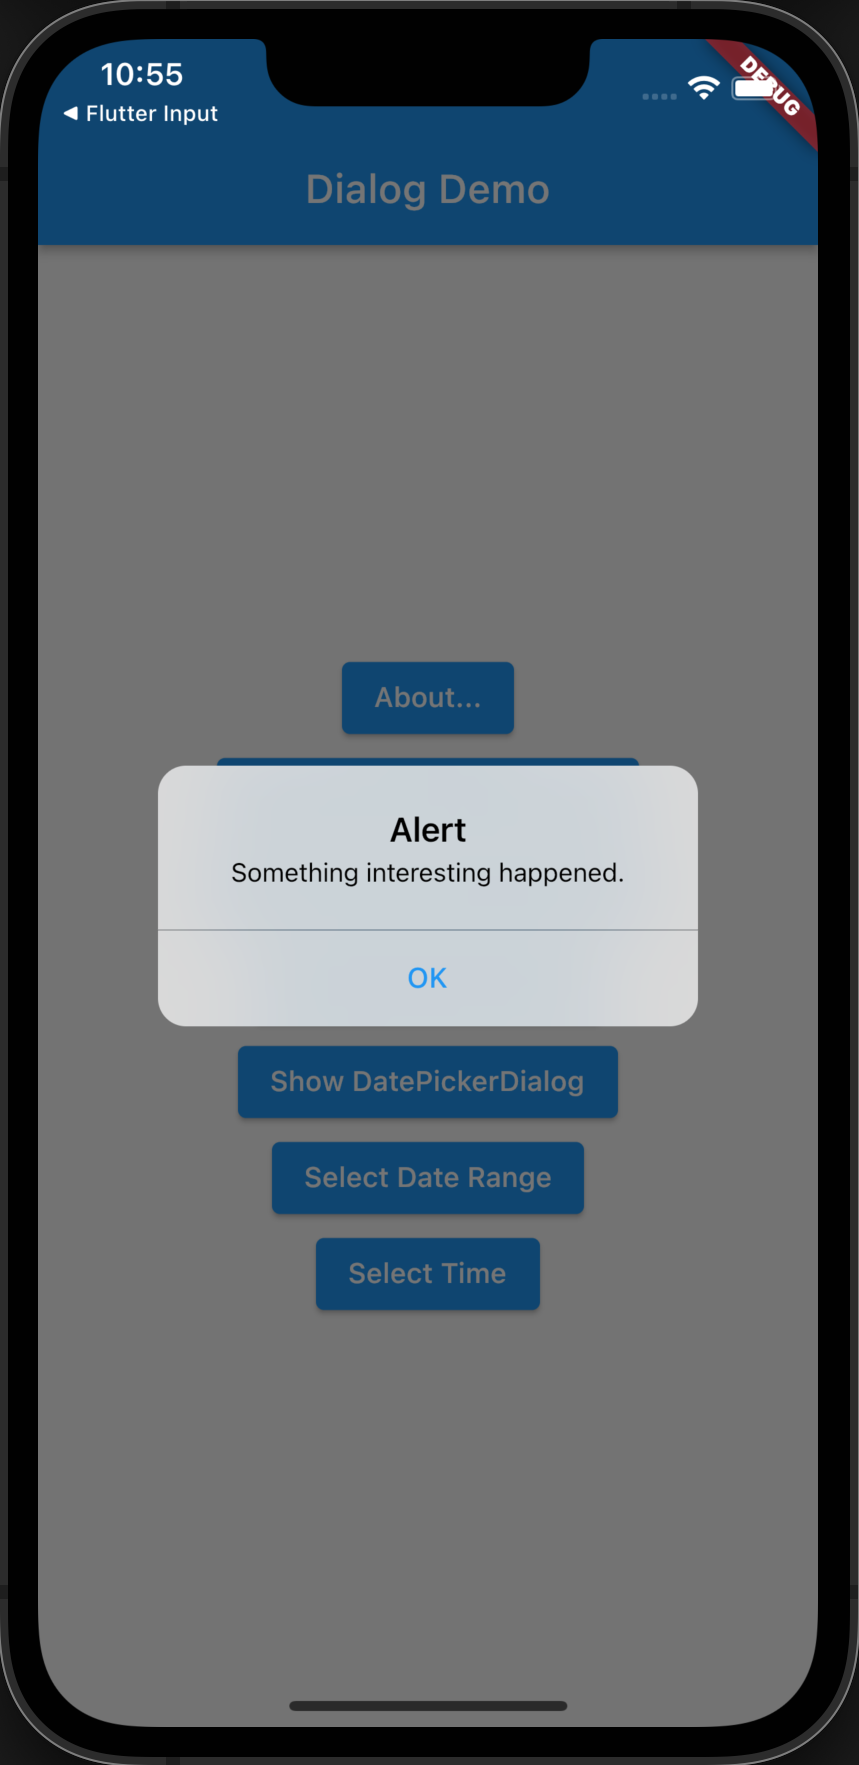 10:55
◀ Flutter Input
DEBUG
Dialog Demo
About...
Alert
Something interesting happened.
OK
Show DatePickerDialog
Select Date Range
Select Time